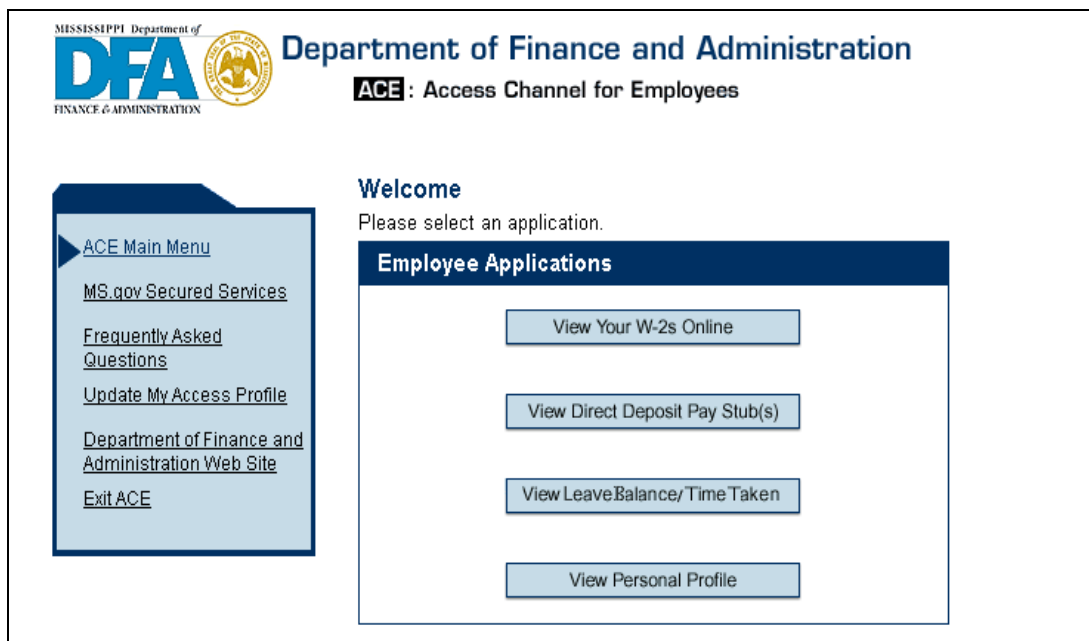 MISSISSIPPI Department of
DFA
FINANCE & ADMINISTRATION
Department of Finance and Administration
ACE : Access Channel for Employees
ACE Main Menu
MS.gov Secured Services
Frequently Asked
Questions
Update My Access Profile
Department of Finance and
Administration Web Site
Exit ACE
Welcome
Please select an application.
Employee Applications
View Your W-2s Online
View Direct Deposit Pay Stub(s)
View Leave Balance/ Time Taken
View Personal Profile